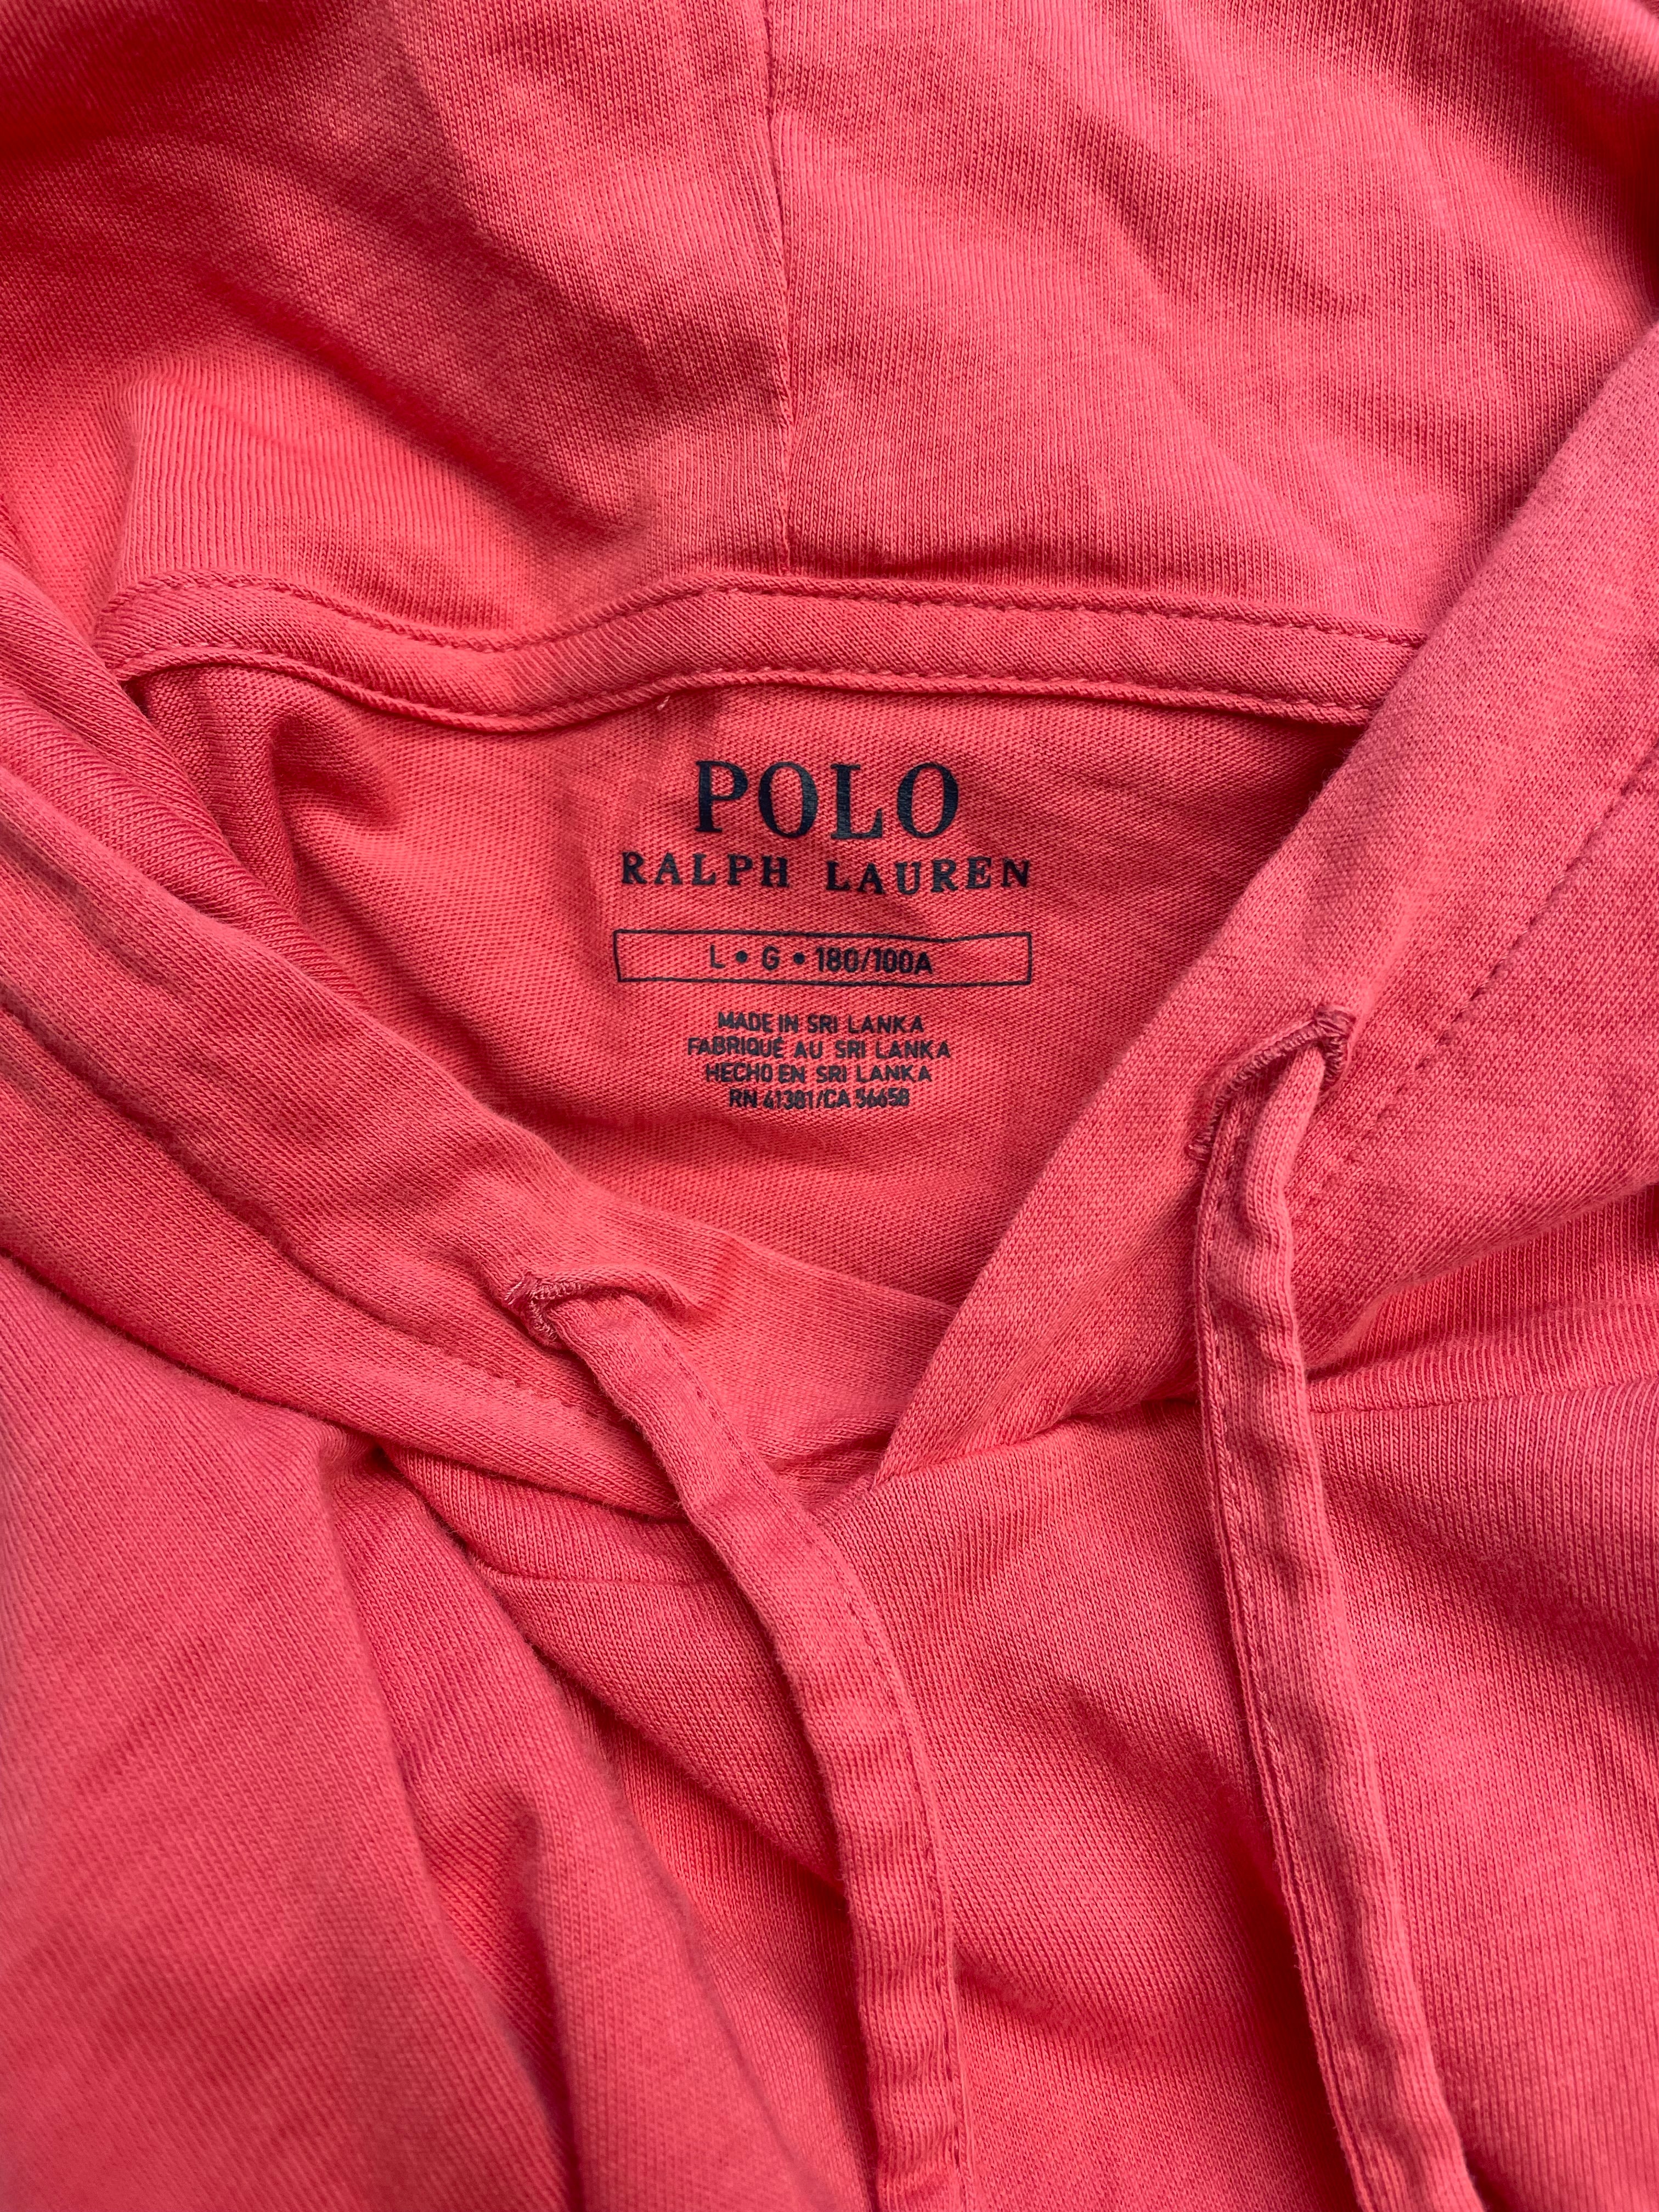 POLO
RALPH LAUREN
L • G • 180/100A
MADE IN SRI LANKA
FABRIQUÉ AU SRI LANKA
HECHO EN SRI LANKA
RN 41381/CA 56658